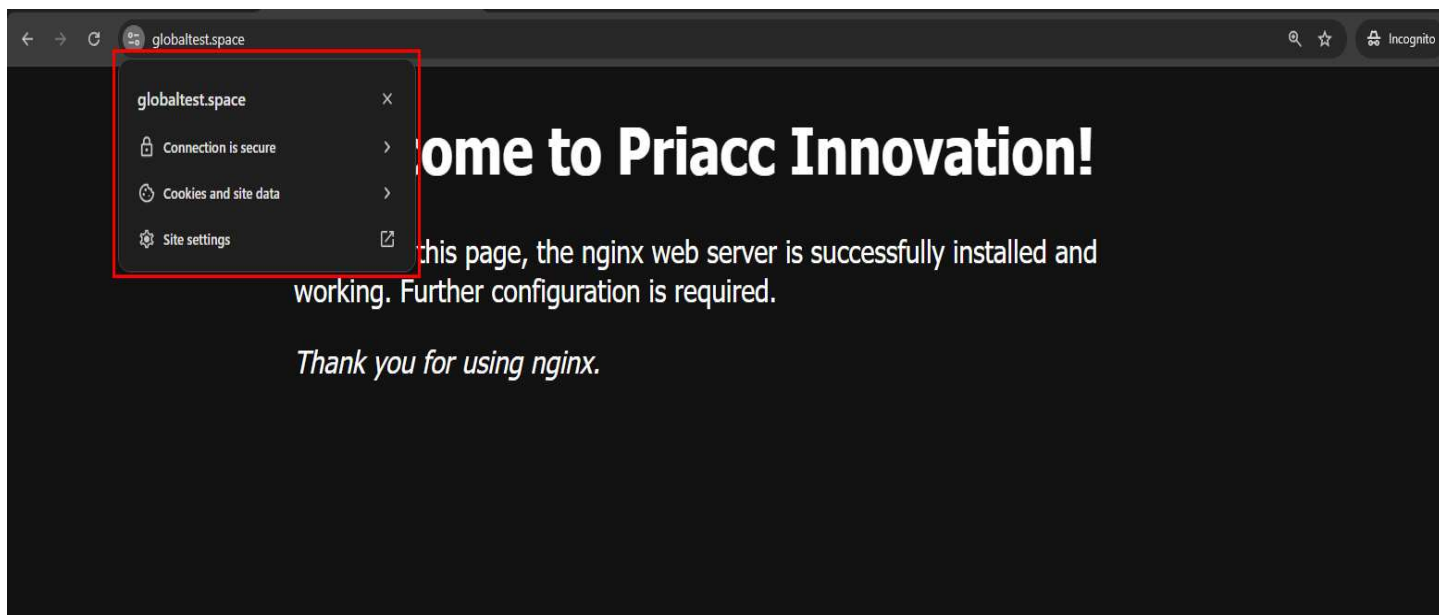 globaltest.space
Incognito
globaltest.space
Connection is secure
Cookies and site data
Site settings
ome to Priacc Innovation!
this page, the nginx web server is successfully installed and
working. Further configuration is required.
Thank you for using nginx.